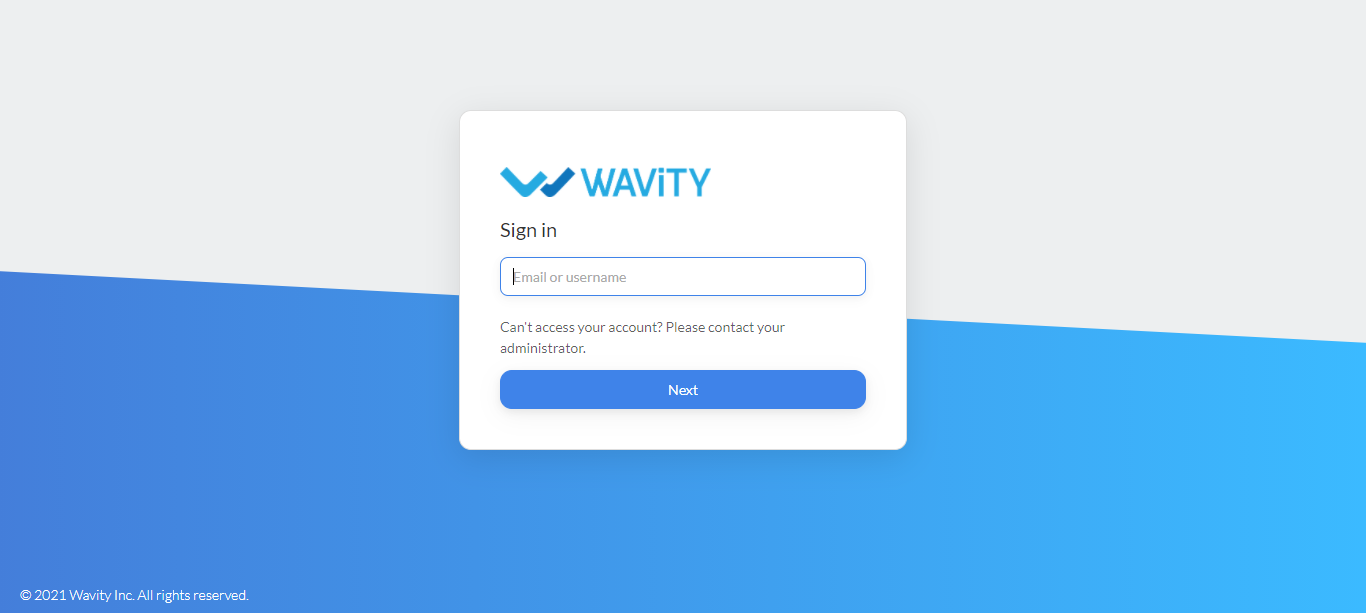 WAViTY
Sign in
Email or username
Can't access your account? Please contact your
administrator.
Next
© 2021 Wavity Inc. All rights reserved.